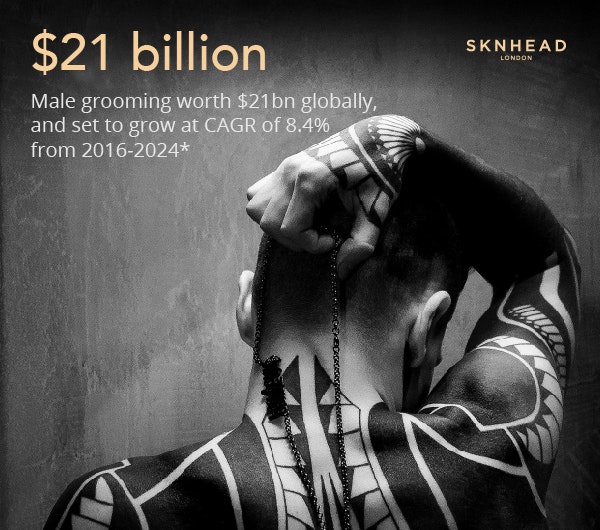 $21 billion
SKNHEAD
LONDON
Male grooming worth $21bn globally,
and set to grow at CAGR of 8.4%
from 2016-2024*